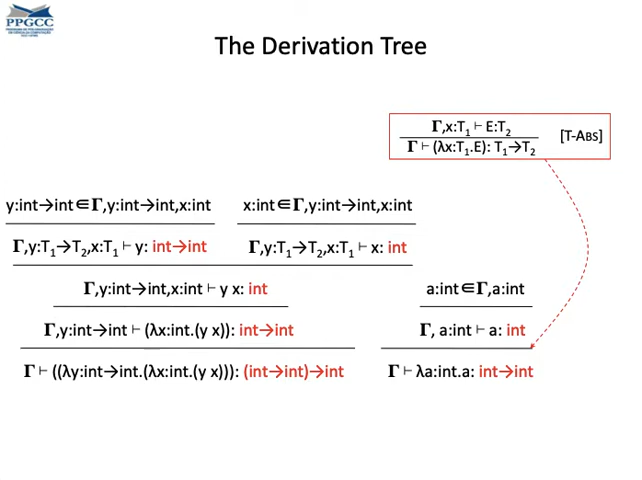 PPGCC
The Derivation Tree
Γ,x:T₁ ⊢ E:T₂
Γ ⊢ (λx:T₁.E): T₁→T₂
[T-ABS]
y:int→int∈Γ,y:int→int,x:int
x:int∈Γ,y:int→int,x:int
Γ,y:T₁→T₂,x:T₁ ⊢ y: int→int
Γ,y:T₁→T₂,x:T₁ ⊢ x: int
Γ,y:int→int,x:int ⊢ y x: int
a:int∈Γ,a:int
Γ,y:int→int ⊢ (λx:int.(y x)): int→int
Γ, a:int ⊢ a: int
Γ ⊢ ((λy:int→int.(λx:int.(y x))): (int→int)→int
Γ ⊢ λa:int.a: int→int